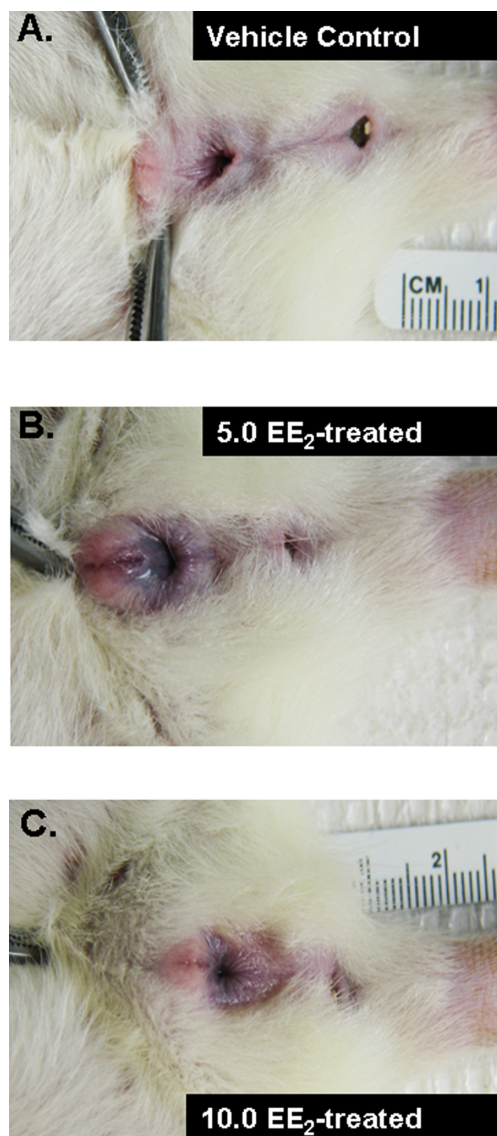 A.
Vehicle Control
CM 1
B.
5.0 EE₂-treated
C.
2
10.0 EE₂-treated